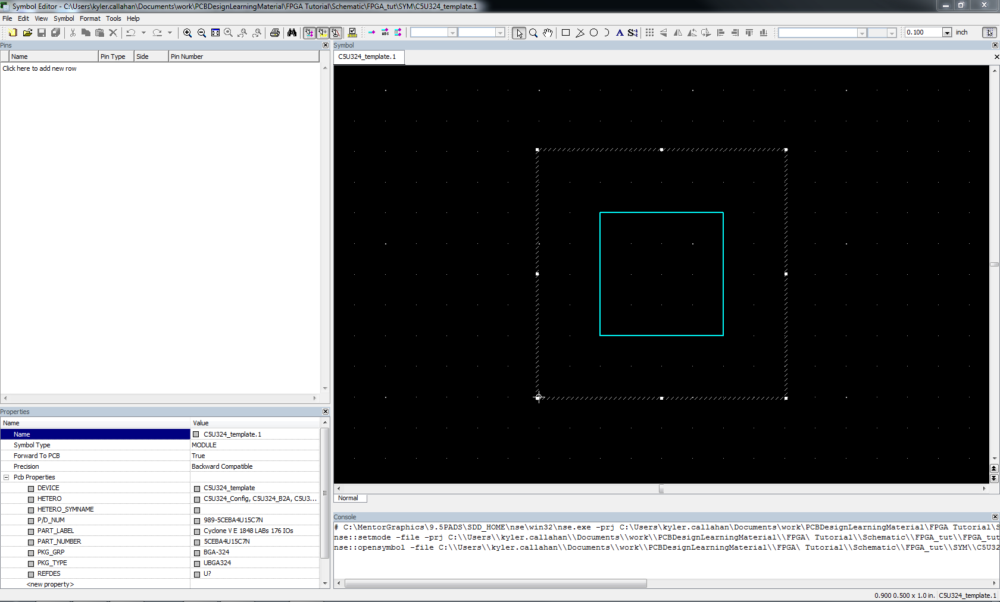 Symbol Editor - C:\Users\kyler.callahan\Documents\work\PCBDesignLearningMaterial\FPGA Tutorial\Schematic\FPGA_tut\SYM\C5U324_template.1
File Edit View Symbol Format Tools Help
ABC A S 0.100 inch
Pins
Name Pin Type Side Pin Number
Click here to add new row
Symbol
C5U324_template.1
Normal
Properties
Name Value
Name C5U324_template.1
Symbol Type MODULE
Forward To PCB True
Precision Backward Compatible
Pcb Properties
DEVICE C5U324_template
HETERO C5U324_Config, C5U324_B2A, C5U3...
HETERO_SYMNAME
P/D_NUM 989-5CEBA4U15C7N
PART_LABEL Cyclone V E 1848 LABs 176 IOs
PART_NUMBER 5CEBA4U15C7N
PKG_GRP BGA-324
PKG_TYPE UBGA324
REFDES U?
<new property>
Console
# C:\MentorGraphics\9.5PADS\SDD_HOME\nse\win32\nse.exe -prj C:\Users\kyler.callahan\Documents\work\PCBDesignLearningMaterial\FPGA Tutorial\S
nse::setmode -file -prj C:\\Users\\kyler.callahan\\Documents\\work\\PCBDesignLearningMaterial\\FPGA\ Tutorial\\Schematic\\FPGA_tut\\FPGA_tut
nse::opensymbol -file C:\\Users\\kyler.callahan\\Documents\\work\\PCBDesignLearningMaterial\\FPGA\ Tutorial\\Schematic\\FPGA_tut\\SYM\\C5U32
0.900 0.500 x 1.0 in. C5U324_template.1